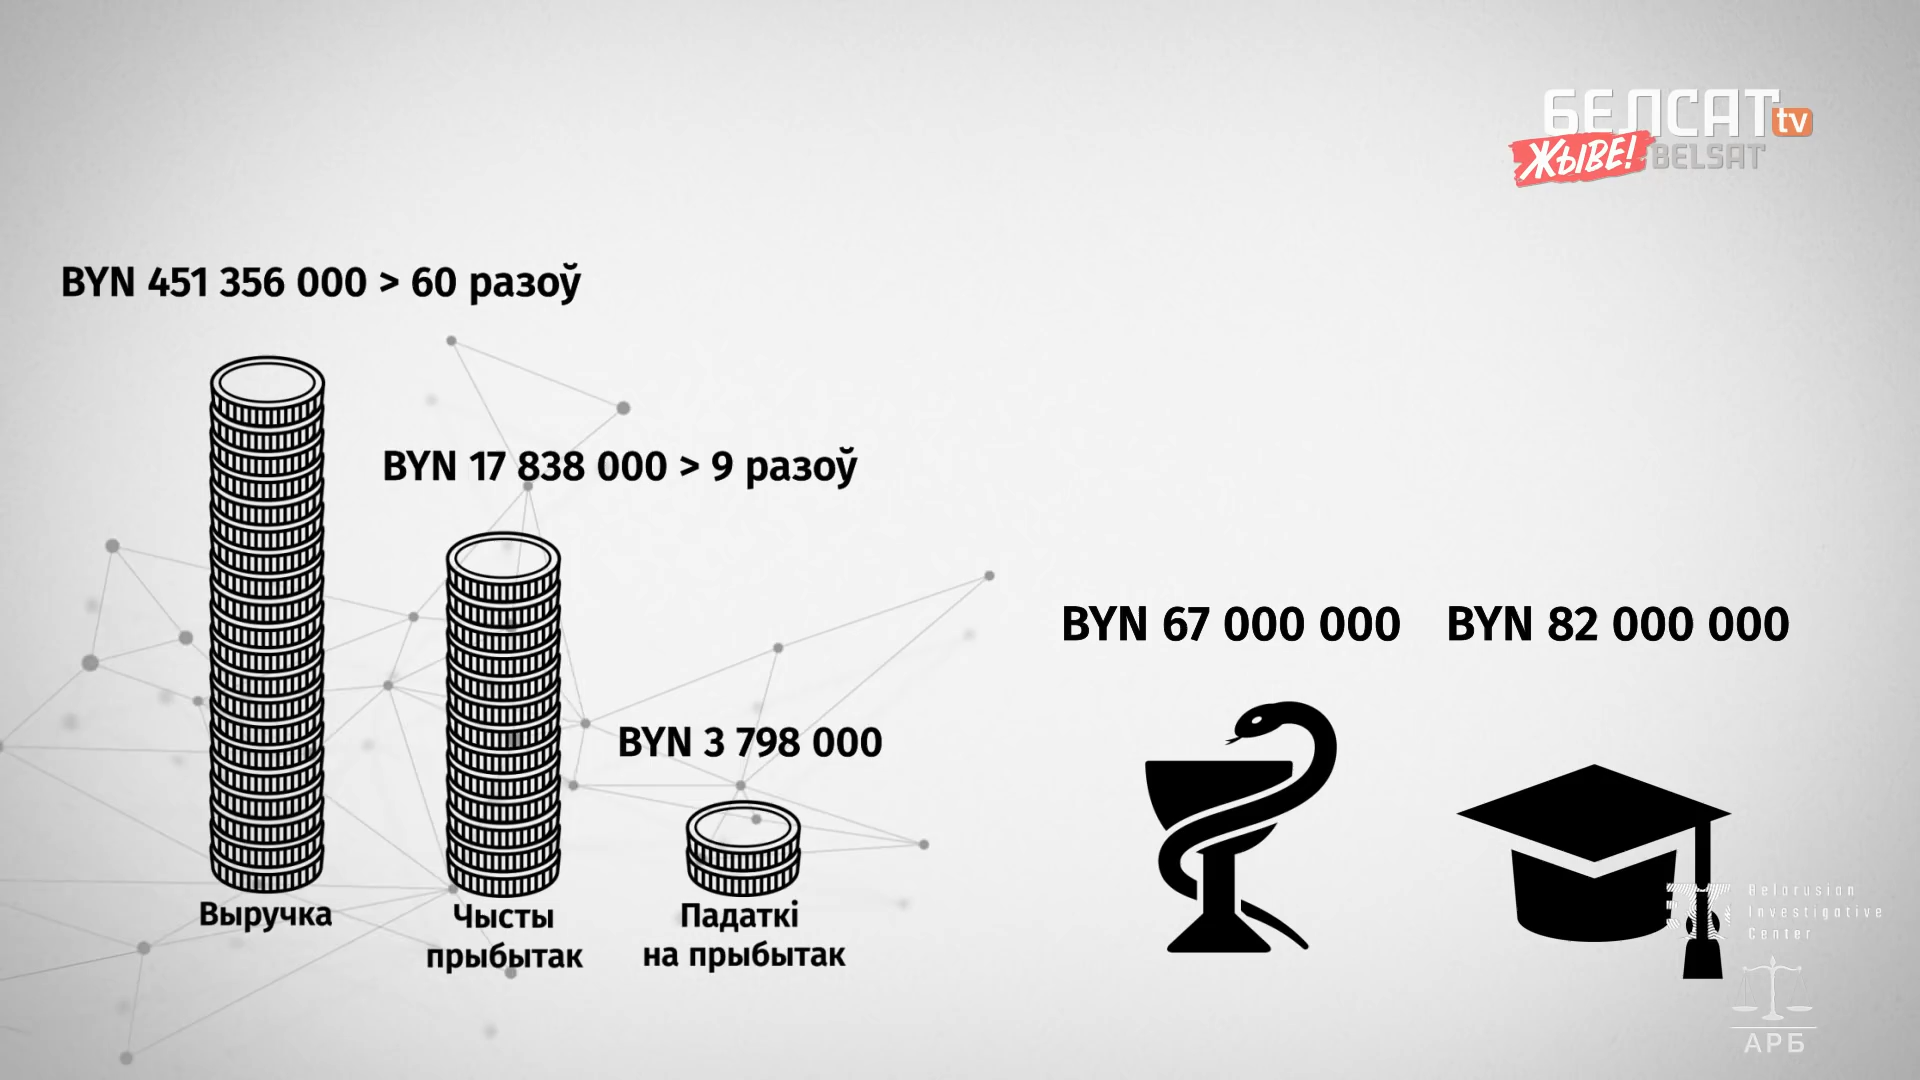 БЕЛСАТ tv
ЖЫВЕ! BELSAT
BYN 451 356 000 > 60 разоў
BYN 17 838 000 > 9 разоў
BYN 67 000 000 BYN 82 000 000
BYN 3 798 000
Выручка
Чысты
прыбытак
Падаткі
на прыбытак
Belarusian
Investigative
Center
АРБ